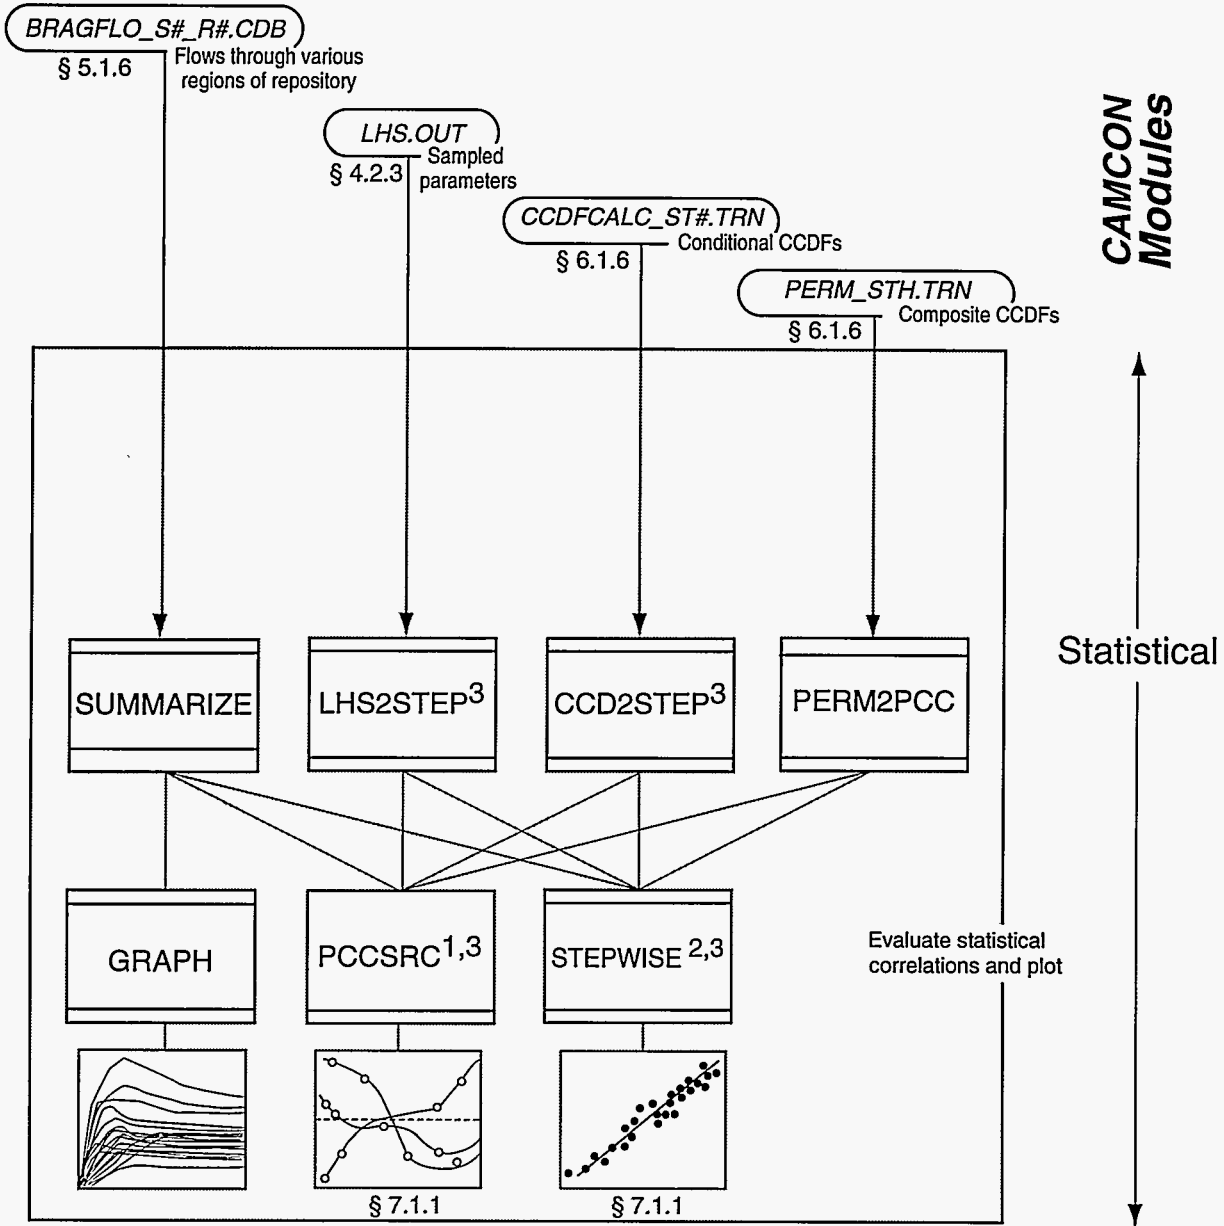 BRAGFLO_S#_R#.CDB
§ 5.1.6
Flows through various
regions of repository
LHS.OUT
§ 4.2.3
Sampled
parameters
CCDFCALC_ST#.TRN
§ 6.1.6
Conditional CCDFs
PERM_STH.TRN
§ 6.1.6
Composite CCDFs
CAMCON
Modules
Statistical
SUMMARIZE
LHS2STEP3
CCD2STEP3
PERM2PCC
GRAPH
PCCSRC1,3
STEPWISE 2,3
Evaluate statistical
correlations and plot
§ 7.1.1
§ 7.1.1